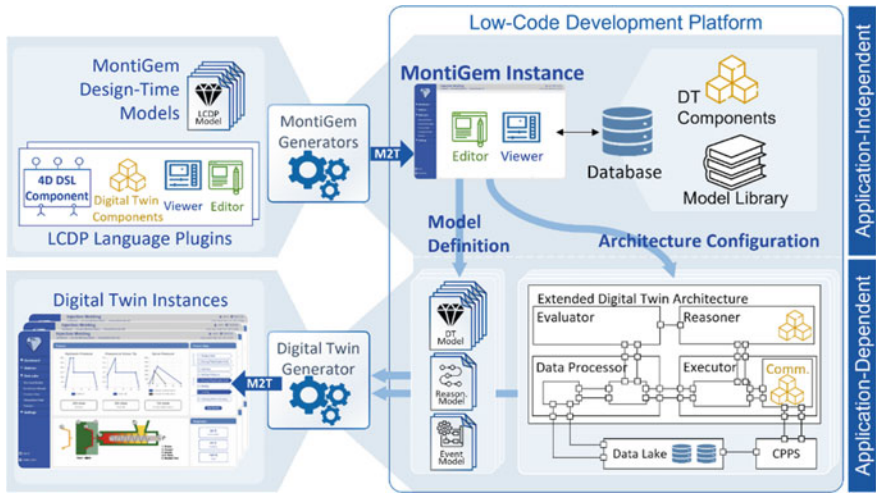 Low-Code Development Platform
MontiGem
Design-Time
Models
LCDP
Model
4D DSL
Component
Digital Twin
Components
Viewer
Editor
LCDP Language Plugins
MontiGem
Generators
M2T
MontiGem Instance
Editor
Viewer
Database
DT
Components
Model Library
Application-Independent
Model
Definition
Architecture Configuration
Digital Twin Instances
Injection Molding
M2T
Digital Twin
Generator
DT
Model
Reason.
Model
Event
Model
Extended Digital Twin Architecture
Evaluator
Reasoner
Data Processor
Executor
Comm.
Data Lake
CPPS
Application-Dependent